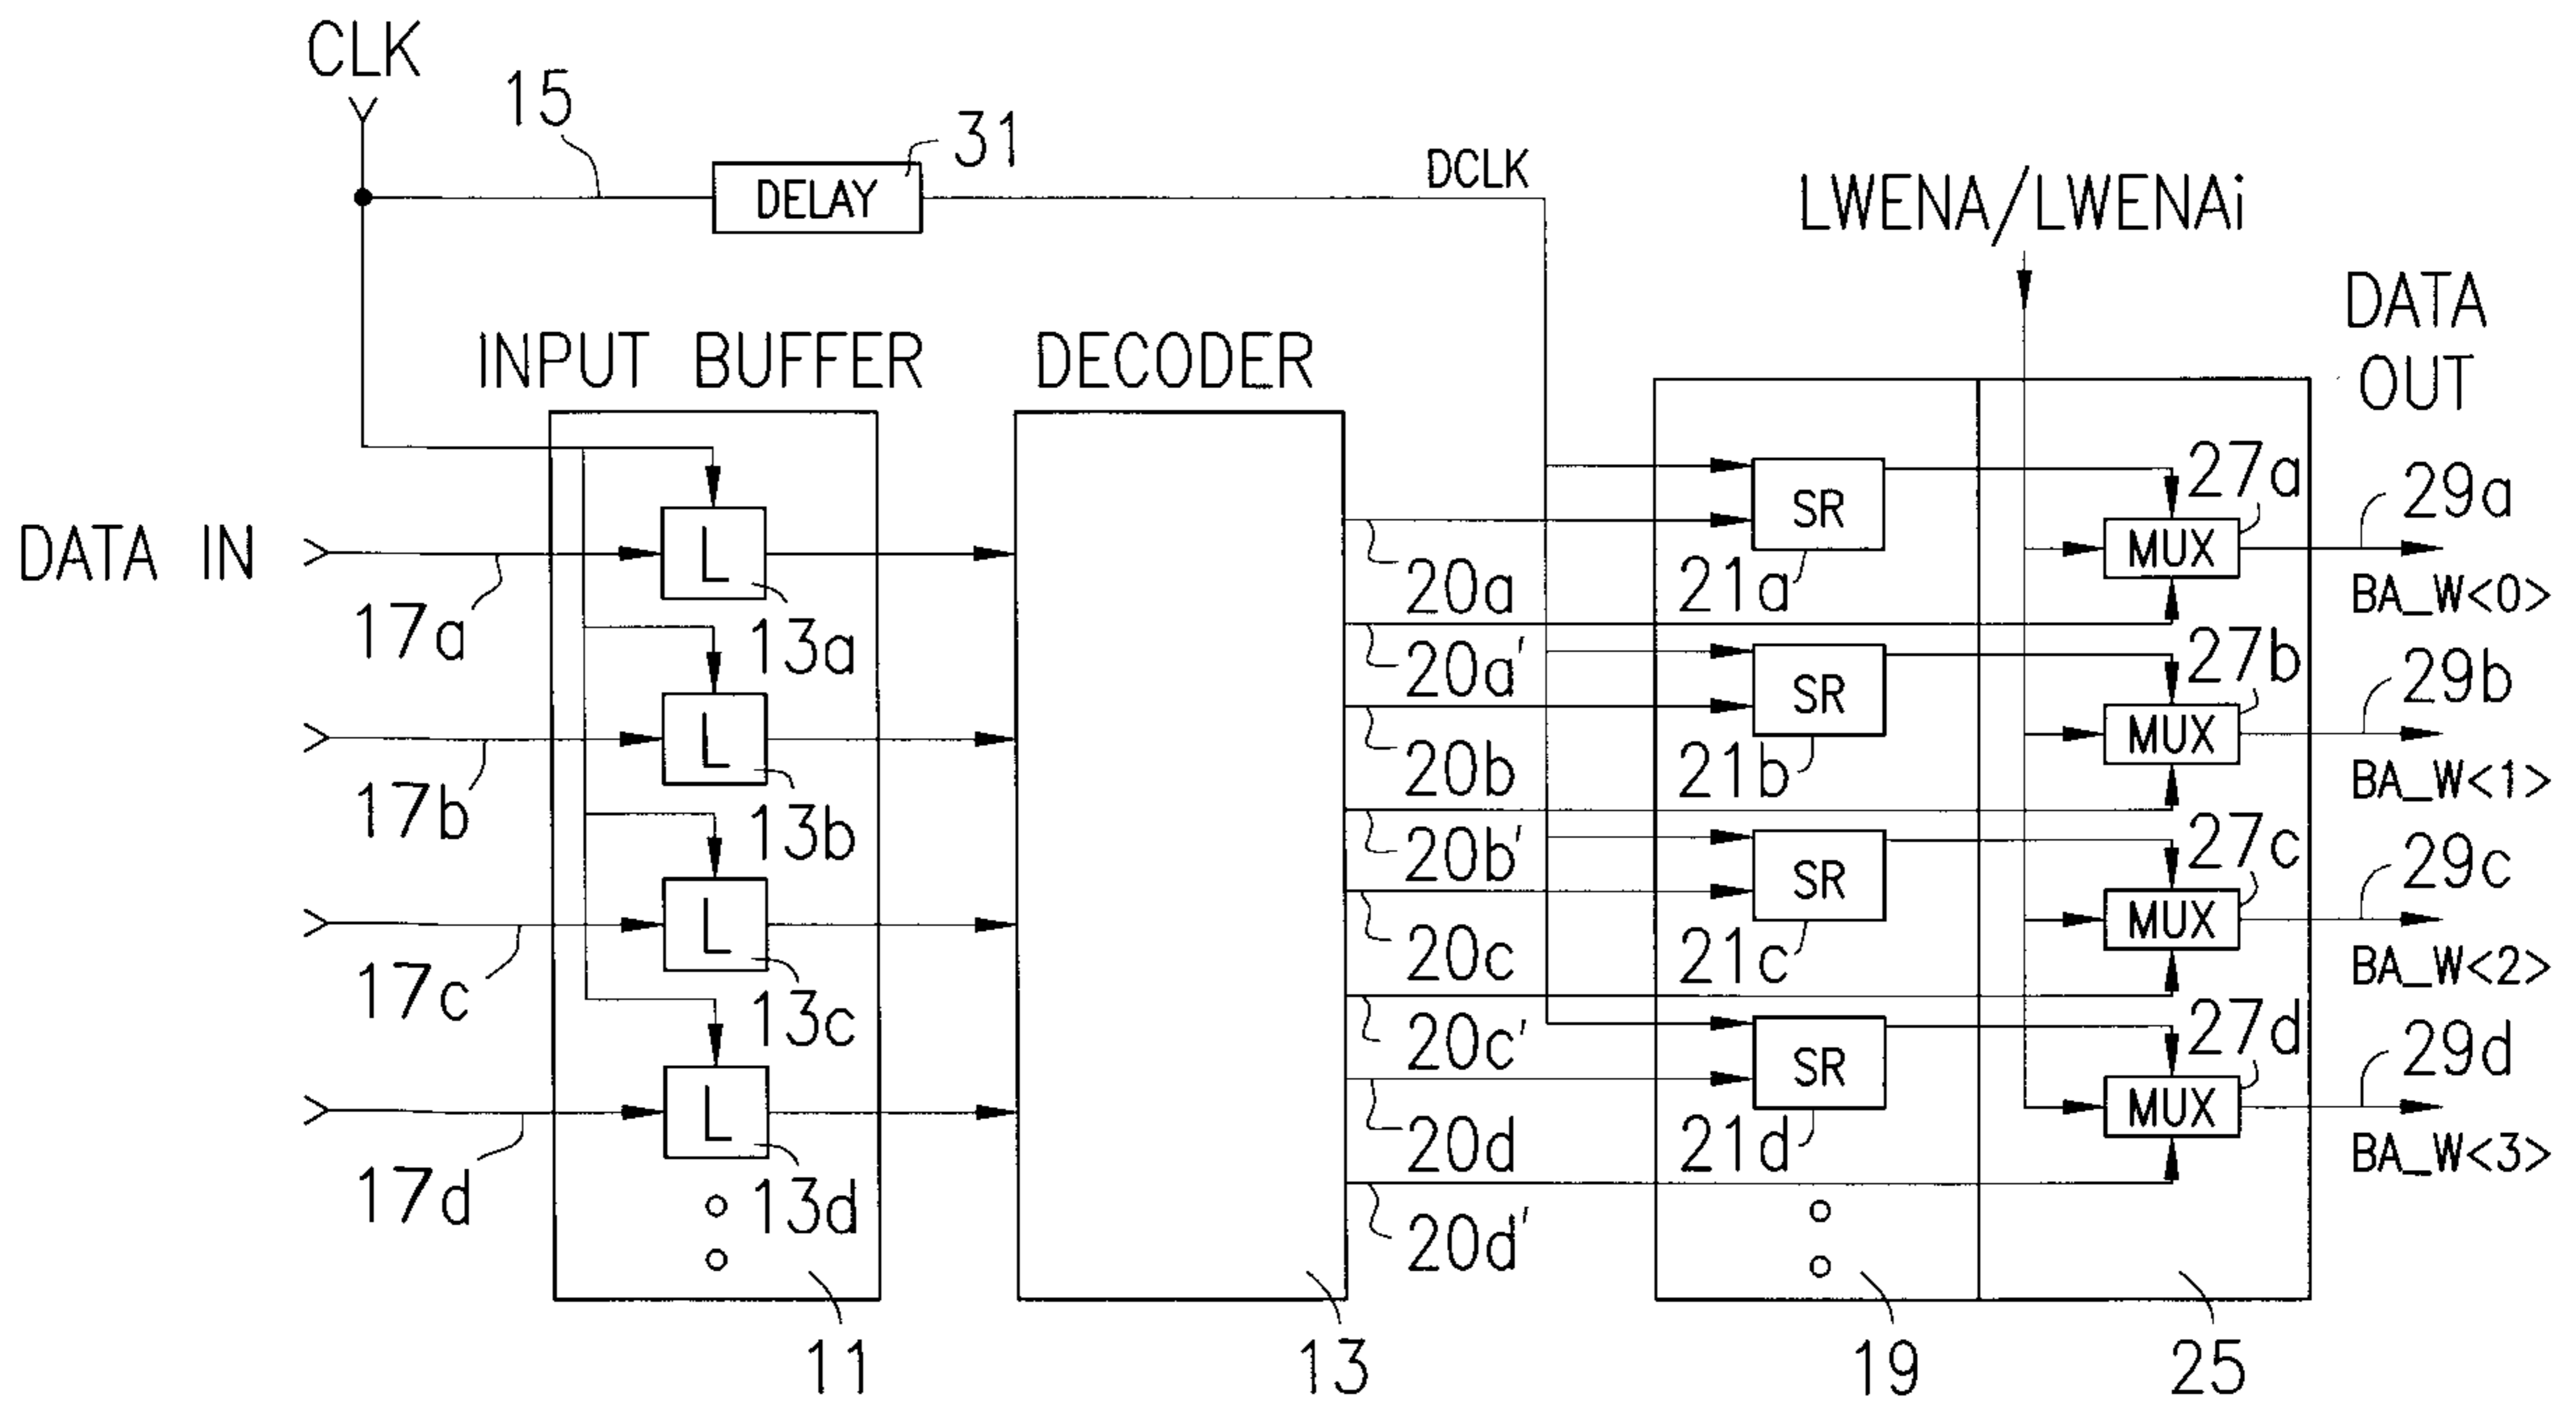 CLK
15
DELAY
31
DCLK
LWENA/LWENAi
DATA
OUT
INPUT BUFFER
DECODER
DATA IN
17a
L
13a
17b
L
13b
17c
L
13c
17d
L
13d
11
13
20a
20a'
20b
20b'
20c
20c'
20d
20d'
SR
21a
SR
21b
SR
21c
SR
21d
19
27a
MUX
27b
MUX
27c
MUX
27d
MUX
25
29a
BA_W<0>
29b
BA_W<1>
29c
BA_W<2>
29d
BA_W<3>